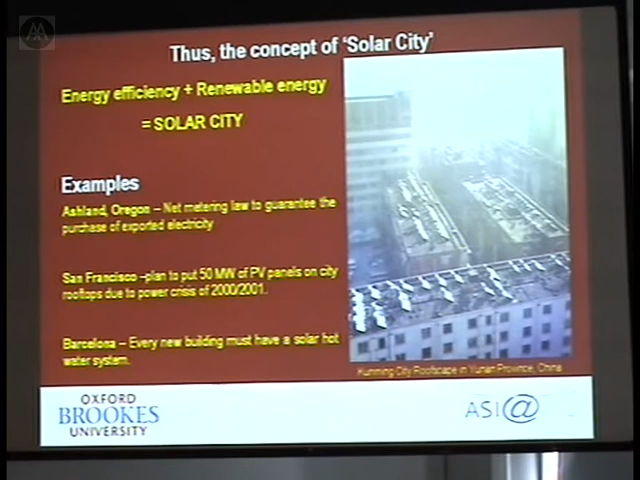 Thus, the concept of 'Solar City'
Energy efficiency + Renewable energy
= SOLAR CITY
Examples
Ashland, Oregon – Net metering law to guarantee the
purchase of exported electricity
San Francisco –plan to put 50 MW of PV panels on city
rooftops due to power crisis of 2000/2001.
Barcelona – Every new building must have a solar hot
water system.
Kunming City Roofscape in Yunan Province, China
OXFORD
BROOKES
UNIVERSITY
ASI@